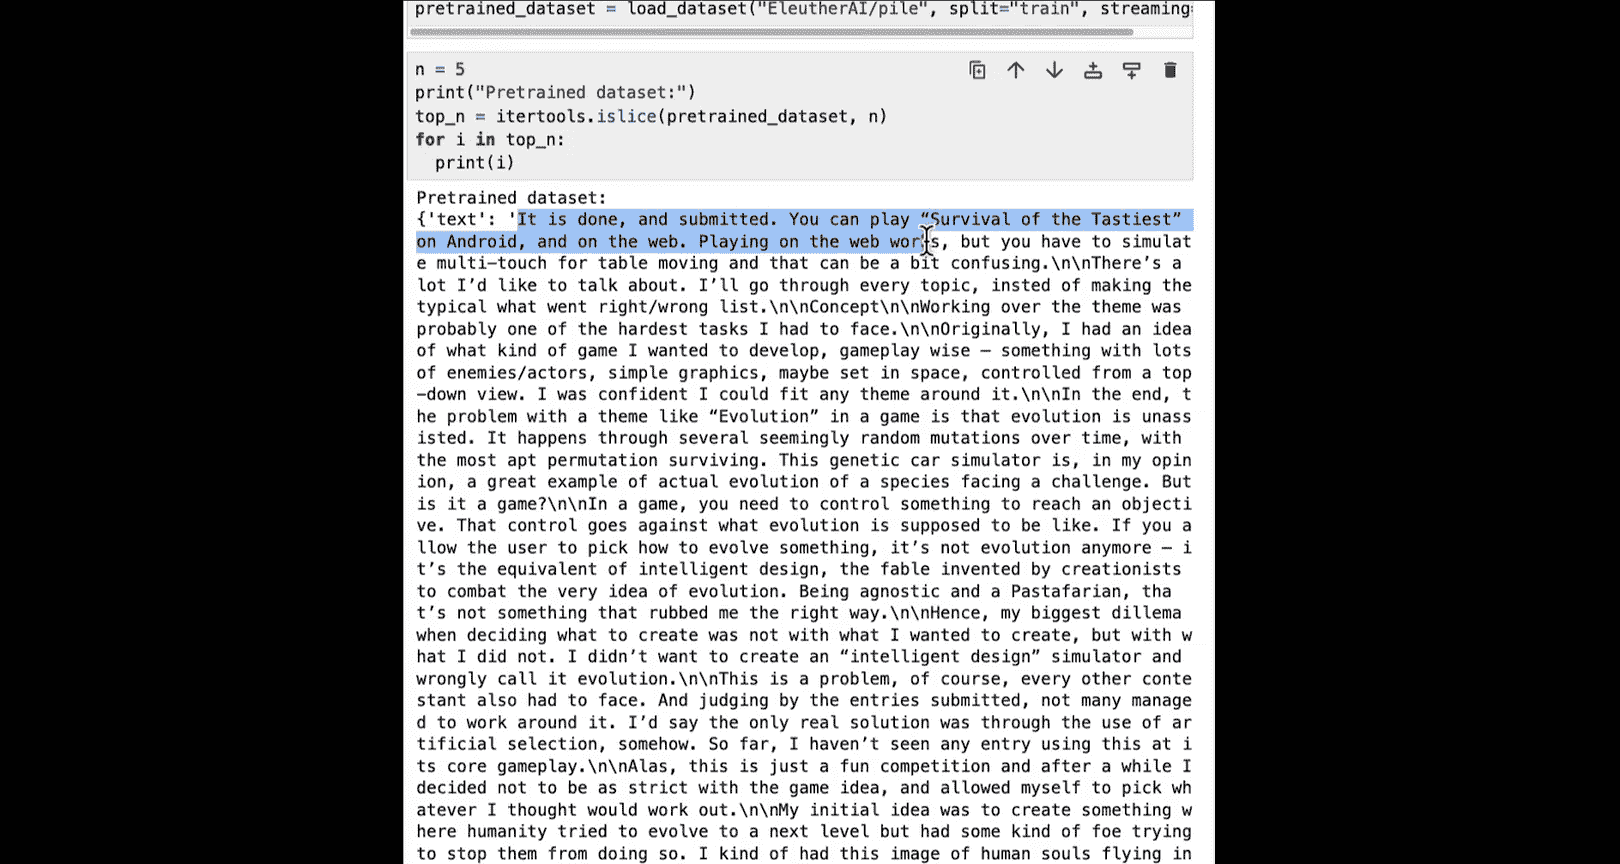 pretrained_dataset = load_dataset("EleutherAI/pile", split="train", streaming
n = 5
print("Pretrained dataset:")
top_n = itertools.islice(pretrained_dataset, n)
for i in top_n:
  print(i)
Pretrained dataset:
{'text': 'It is done, and submitted. You can play “Survival of the Tastiest”
on Android, and on the web. Playing on the web works, but you have to simulat
e multi-touch for table moving and that can be a bit confusing.\n\nThere’s a
lot I’d like to talk about. I’ll go through every topic, insted of making the
typical what went right/wrong list.\n\nConcept\n\nWorking over the theme was
probably one of the hardest tasks I had to face.\n\nOriginally, I had an idea
of what kind of game I wanted to develop, gameplay wise – something with lots
of enemies/actors, simple graphics, maybe set in space, controlled from a top
-down view. I was confident I could fit any theme around it.\n\nIn the end, t
he problem with a theme like “Evolution” in a game is that evolution is unass
isted. It happens through several seemingly random mutations over time, with
the most apt permutation surviving. This genetic car simulator is, in my opin
ion, a great example of actual evolution of a species facing a challenge. But
is it a game?\n\nIn a game, you need to control something to reach an objecti
ve. That control goes against what evolution is supposed to be like. If you a
llow the user to pick how to evolve something, it’s not evolution anymore – i
t’s the equivalent of intelligent design, the fable invented by creationists
to combat the very idea of evolution. Being agnostic and a Pastafarian, tha
t’s not something that rubbed me the right way.\n\nHence, my biggest dillema
when deciding what to create was not with what I wanted to create, but with w
hat I did not. I didn’t want to create an “intelligent design” simulator and
wrongly call it evolution.\n\nThis is a problem, of course, every other conte
stant also had to face. And judging by the entries submitted, not many manage
d to work around it. I’d say the only real solution was through the use of ar
tificial selection, somehow. So far, I haven’t seen any entry using this at i
ts core gameplay.\n\nAlas, this is just a fun competition and after a while I
decided not to be as strict with the game idea, and allowed myself to pick wh
atever I thought would work out.\n\nMy initial idea was to create something w
here humanity tried to evolve to a next level but had some kind of foe trying
to stop them from doing so. I kind of had this image of human souls flying in